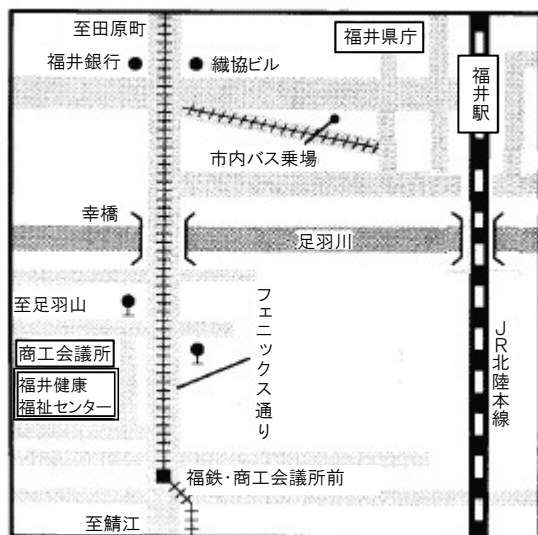 至田原町
福井県庁
福井銀行
繊協ビル
福井駅
市内バス乗場
幸橋
足羽川
至足羽山
フェニックス通り
JR北陸本線
商工会議所
福井健康
福祉センター
福鉄・商工会議所前
至鯖江